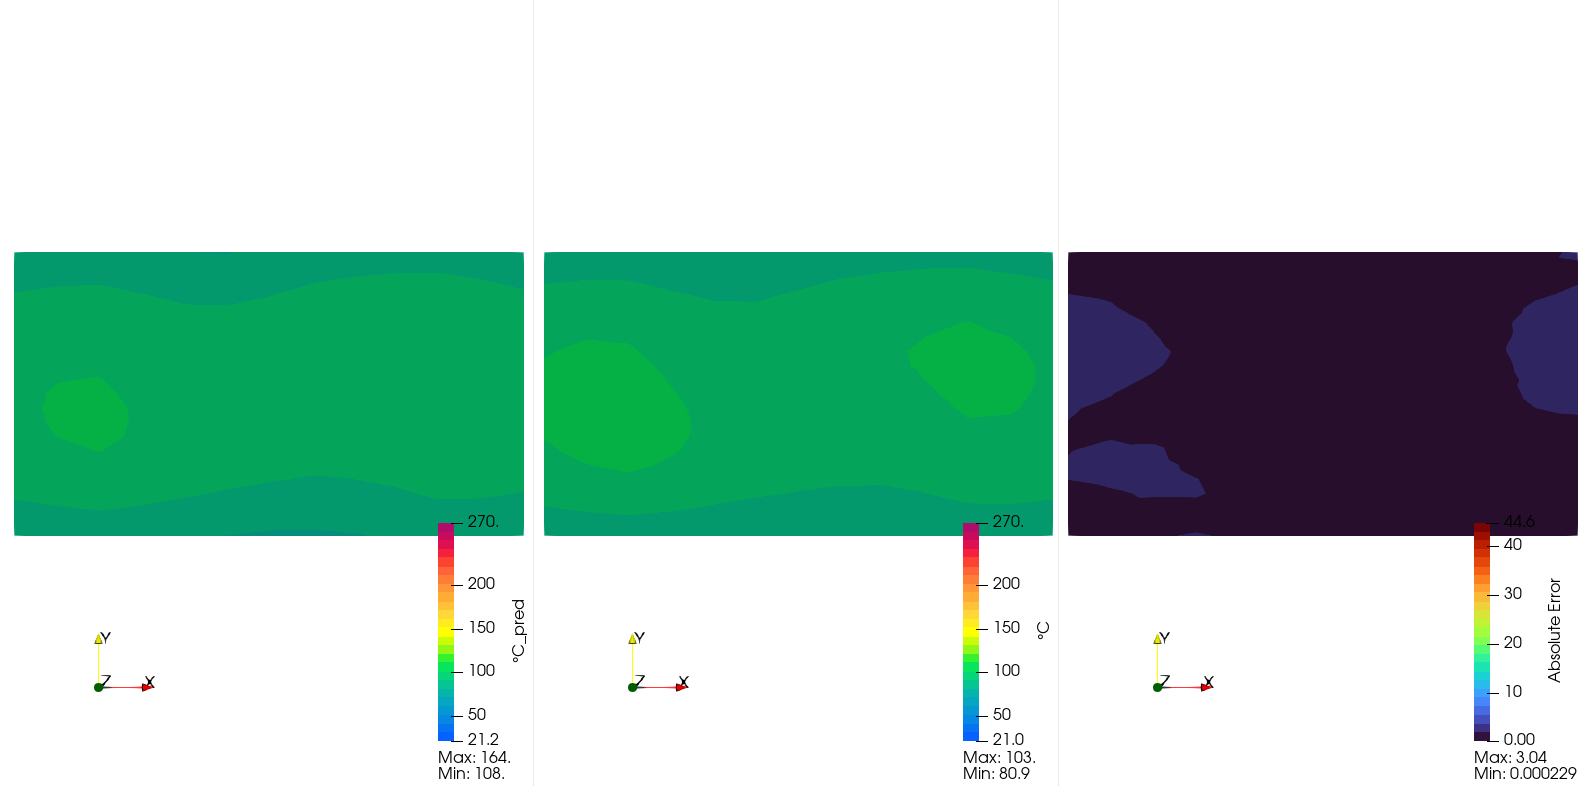 270.
200
150
100
50
21.2
°C_pred
Max: 164.
Min: 108.
Y
Z
X
270.
200
150
100
50
21.0
°C
Max: 103.
Min: 80.9
Y
Z
X
44.6
40
30
20
10
0.00
Absolute Error
Max: 3.04
Min: 0.000229
Y
Z
X